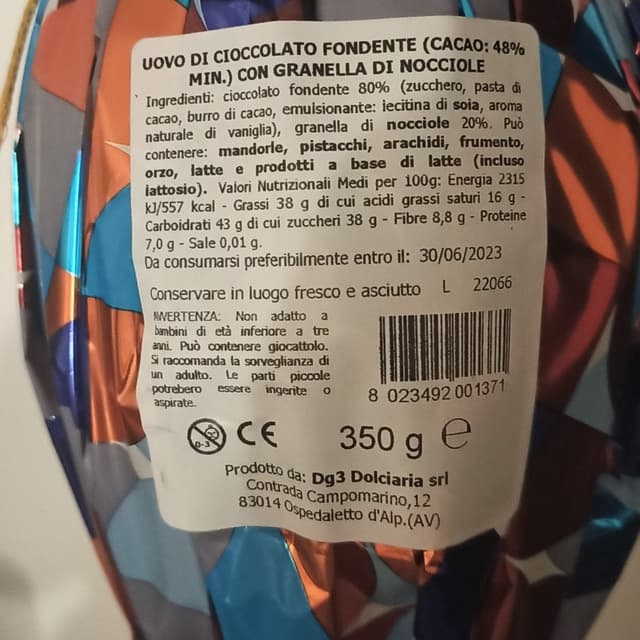 UOVO DI CIOCCOLATO FONDENTE (CACAO: 48%
MIN.) CON GRANELLA DI NOCCIOLE
Ingredienti: cioccolato fondente 80% (zucchero, pasta di
cacao, burro di cacao, emulsionante: lecitina di soia, aroma
naturale di vaniglia), granella di nocciole 20%. Può
contenere: mandorle, pistacchi, arachidi, frumento,
orzo, latte e prodotti a base di latte (incluso
lattosio). Valori Nutrizionali Medi per 100g: Energia 2315
kJ/557 kcal - Grassi 38 g di cui acidi grassi saturi 16 g -
Carboidrati 43 g di cui zuccheri 38 g - Fibre 8,8 g - Proteine
7,0 g - Sale 0,01 g.
Da consumarsi preferibilmente entro il: 30/06/2023
Conservare in luogo fresco e asciutto L 22066
AVVERTENZA: Non adatto a
bambini di età inferiore a tre
anni. Può contenere giocattolo.
Si raccomanda la sorveglianza di
un adulto. Le parti piccole
potrebero essere ingerite o
aspirate.
8 023492 001371
0-3 CE 350 g e
Prodotto da: Dg3 Dolciaria srl
Contrada Campomarino,12
83014 Ospedaletto d'Alp.(AV)